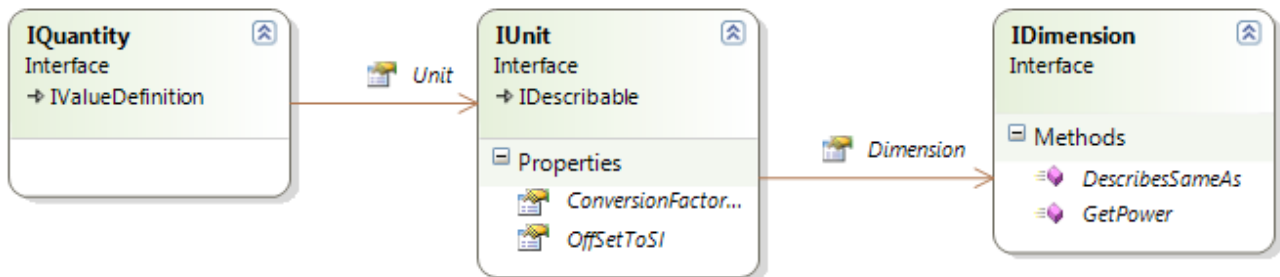 IQuantity
Interface
IValueDefinition
Unit
IUnit
Interface
IDescribable
Properties
ConversionFactor...
OffSetToSI
Dimension
IDimension
Interface
Methods
DescribesSameAs
GetPower